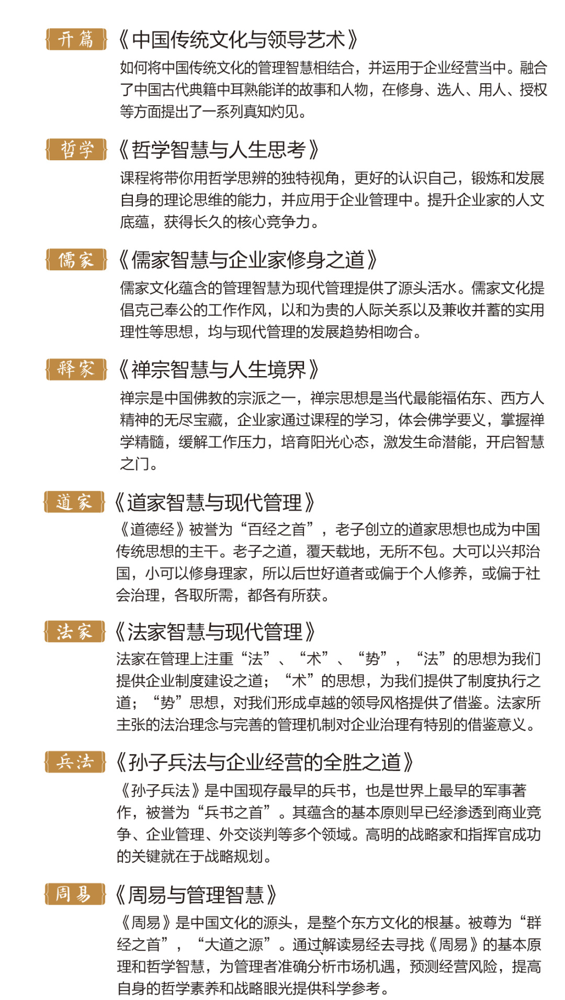 开篇 《中国传统文化与领导艺术》
如何将中国传统文化的管理智慧相结合，并运用于企业经营当中。融合
了中国古代典籍中耳熟能详的故事和人物，在修身、选人、用人、授权
等方面提出了一系列真知灼见。
哲学 《哲学智慧与人生思考》
课程将带你用哲学思辨的独特视角，更好的认识自己，锻炼和发展
自身的理论思维的能力，并应用于企业管理中。提升企业家的人文
底蕴，获得长久的核心竞争力。
儒家 《儒家智慧与企业家修身之道》
儒家文化蕴含的管理智慧为现代管理提供了源头活水。儒家文化提
倡克己奉公的工作作风，以和为贵的人际关系以及兼收并蓄的实用
理性等思想，均与现代管理的发展趋势相吻合。
释家 《禅宗智慧与人生境界》
禅宗是中国佛教的宗派之一，禅宗思想是当代最能福佑东、西方人
精神的无尽宝藏，企业家通过课程的学习，体会佛学要义，掌握禅
学精髓，缓解工作压力，培育阳光心态，激发生命潜能，开启智慧
之门。
道家 《道家智慧与现代管理》
《道德经》被誉为“百经之首”，老子创立的道家思想也成为中国
传统思想的主干。老子之道，覆天载地，无所不包。大可以兴邦治
国，小可以修身理家，所以后世好道者或偏于个人修养，或偏于社
会治理，各取所需，都各有所获。
法家 《法家智慧与现代管理》
法家在管理上注重“法”、“术”、“势”，“法”的思想为我们
提供企业制度建设之道；“术”的思想，为我们提供了制度执行之
道；“势”思想，对我们形成卓越的领导风格提供了借鉴。法家所
主张的法治理念与完善的管理机制对企业治理有特别的借鉴意义。
兵法 《孙子兵法与企业经营的全胜之道》
《孙子兵法》是中国现存最早的兵书，也是世界上最早的军事著
作，被誉为“兵书之首”。其蕴含的基本原则早已经渗透到商业竞
争、企业管理、外交谈判等多个领域。高明的战略家和指挥官成功
的关键就在于战略规划。
周易 《周易与管理智慧》
《周易》是中国文化的源头，是整个东方文化的根基。被尊为“群
经之首”，“大道之源”。通过解读易经去寻找《周易》的基本原
理和哲学智慧，为管理者准确分析市场机遇，预测经营风险，提高
自身的哲学素养和战略眼光提供科学参考。